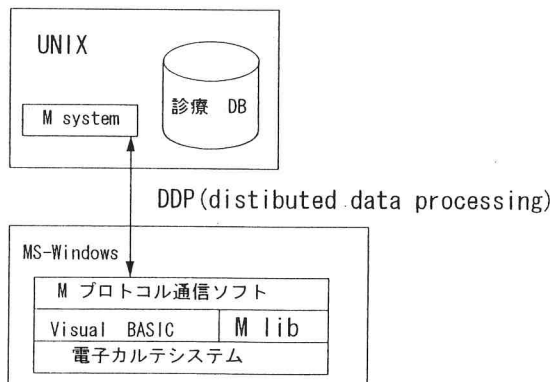 UNIX
診療 DB
M system
DDP(distibuted data processing)
MS-Windows
M プロトコル通信ソフト
Visual BASIC
M lib
電子カルテシステム